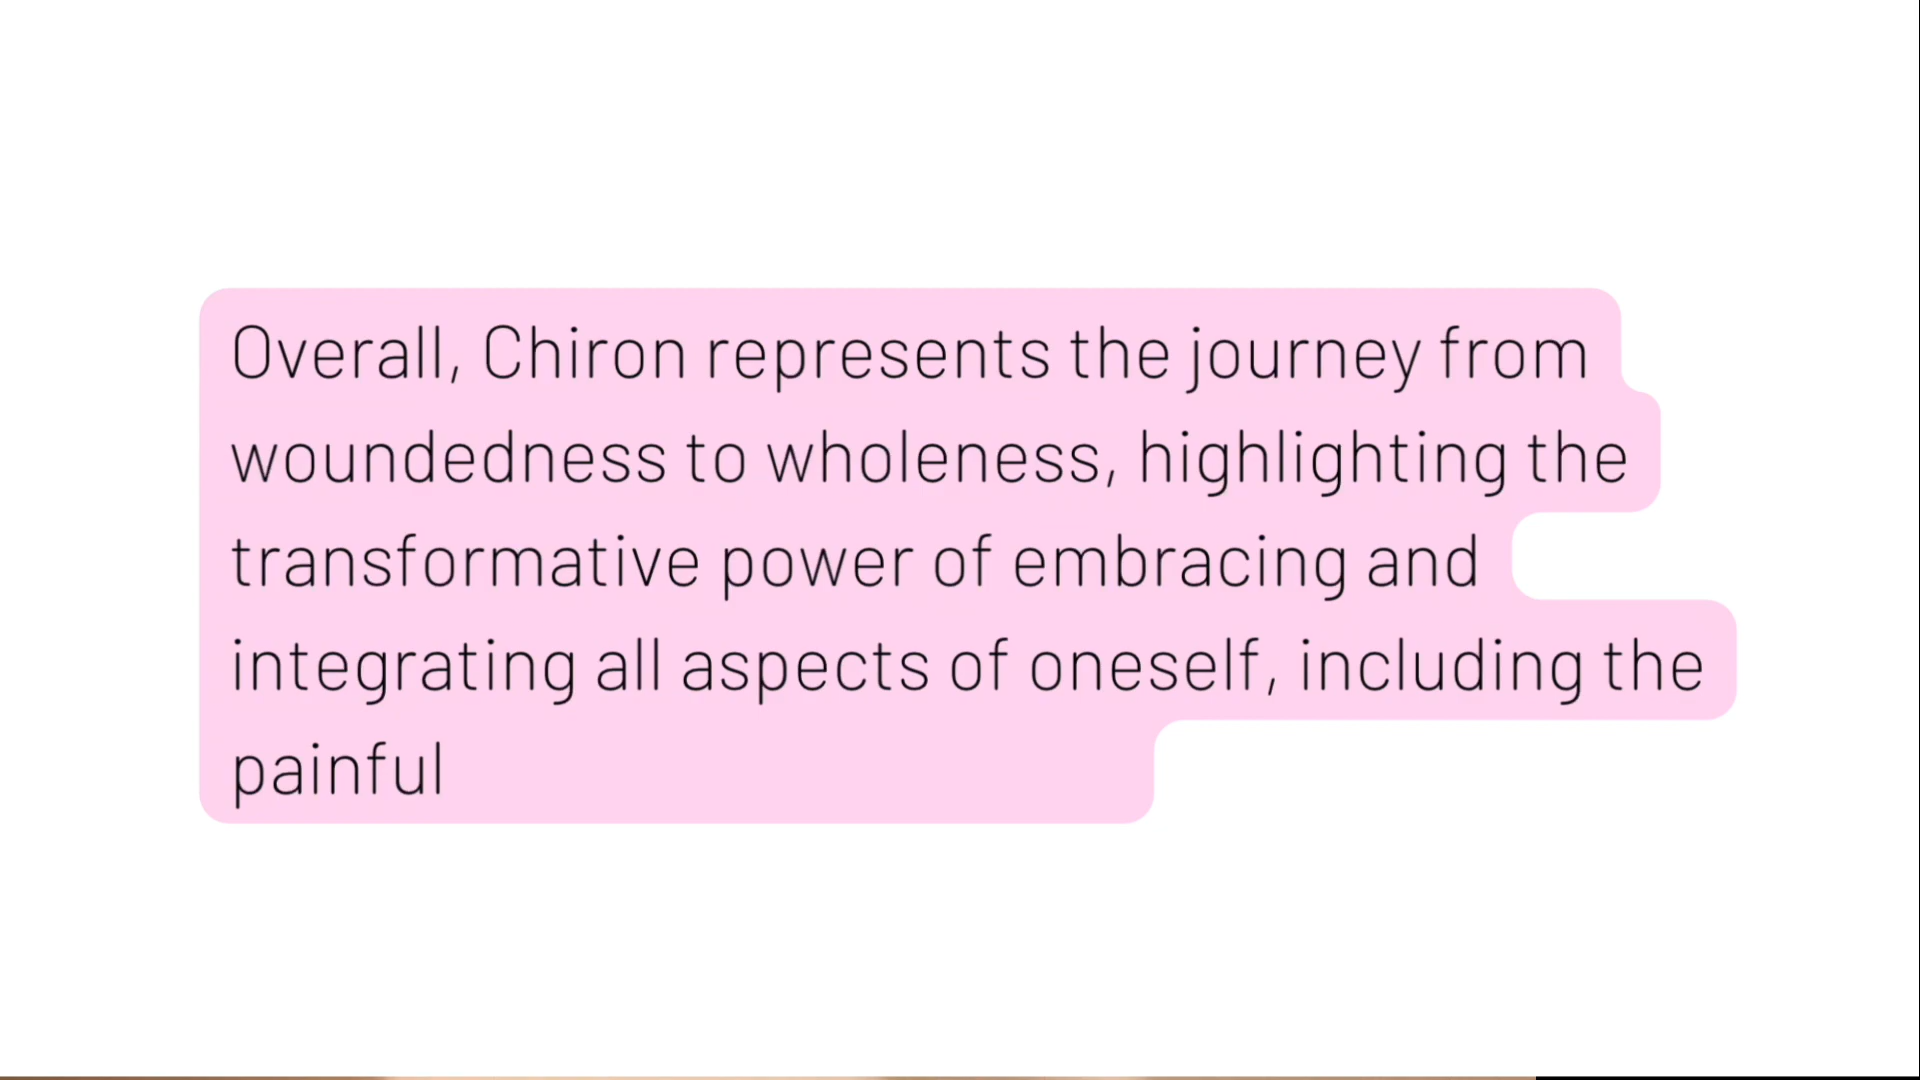 Overall, Chiron represents the journey from
woundedness to wholeness, highlighting the
transformative power of embracing and
integrating all aspects of oneself, including the
painful